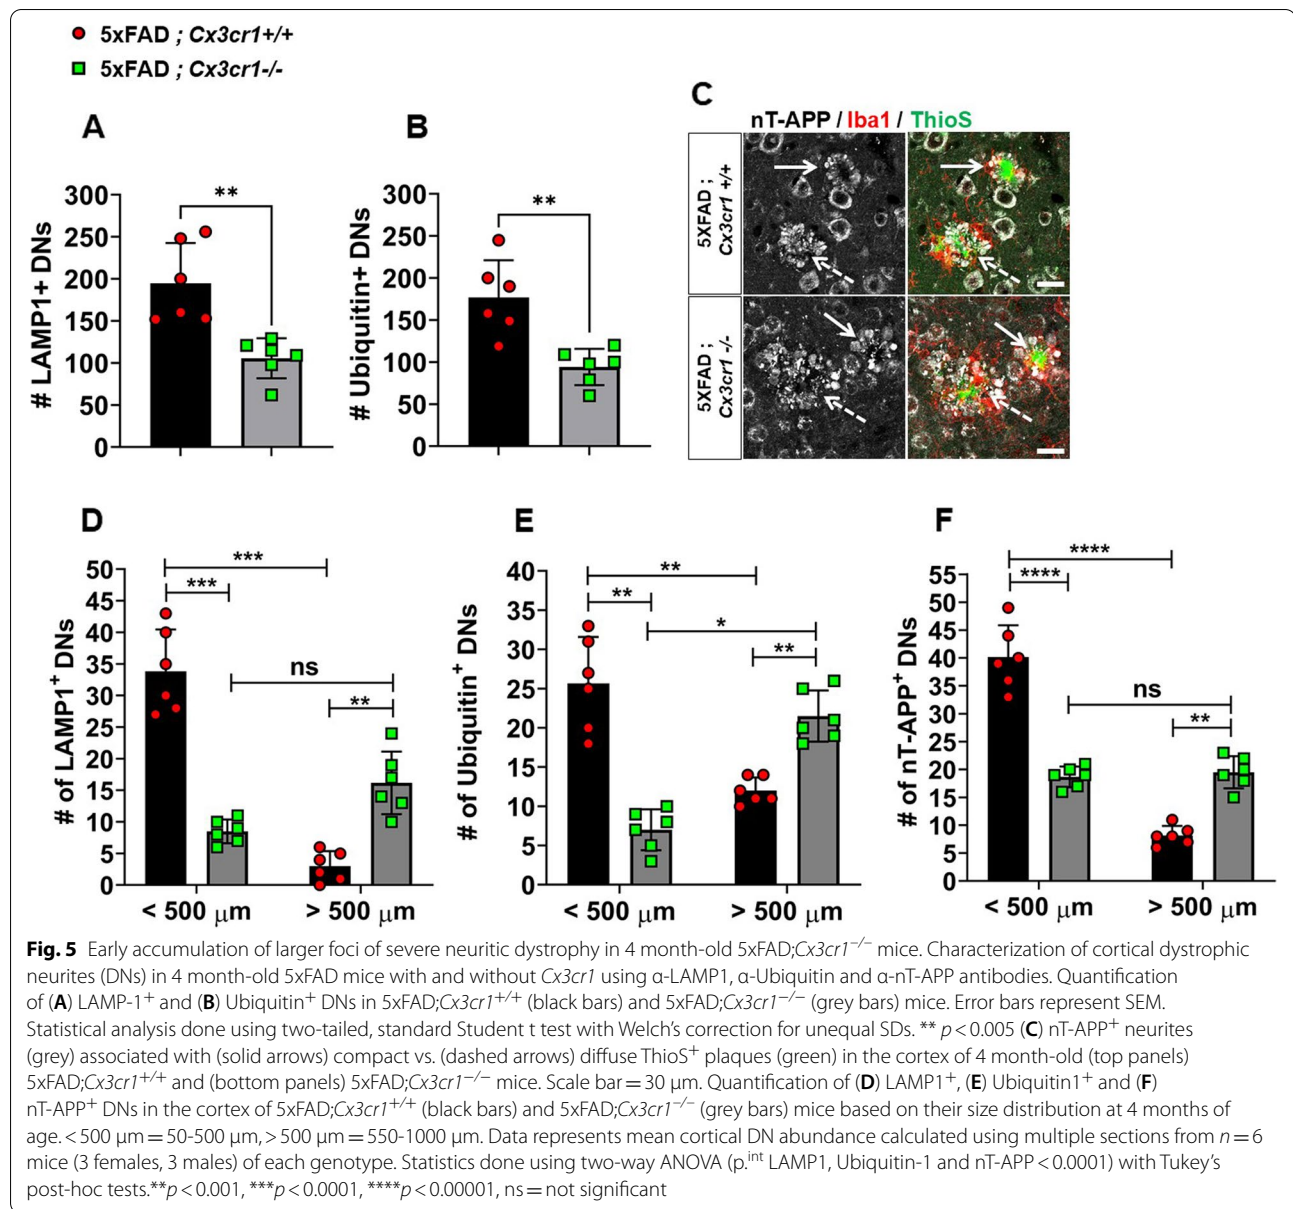 5xFAD ; Cx3cr1+/+
5xFAD ; Cx3cr1-/-
A
# LAMP1+ DNs
300
250
200
150
100
50
0
**
B
# Ubiquitin+ DNs
300
250
200
150
100
50
0
**
C
nT-APP / Iba1 / ThioS
5XFAD ;
Cx3cr1 +/+
5XFAD ;
Cx3cr1 -/-
D
# of LAMP1⁺ DNs
50
45
40
35
30
25
20
15
10
5
0
***
***
ns
**
< 500 μm
> 500 μm
E
# of Ubiquitin⁺ DNs
40
35
30
25
20
15
10
5
0
**
**
*
**
< 500 μm
> 500 μm
F
# of nT-APP⁺ DNs
55
50
45
40
35
30
25
20
15
10
5
0
****
****
ns
**
< 500 μm
> 500 μm
Fig. 5 Early accumulation of larger foci of severe neuritic dystrophy in 4 month-old 5xFAD;Cx3cr1⁻/⁻ mice. Characterization of cortical dystrophic
neurites (DNs) in 4 month-old 5xFAD mice with and without Cx3cr1 using α-LAMP1, α-Ubiquitin and α-nT-APP antibodies. Quantification
of (A) LAMP-1⁺ and (B) Ubiquitin⁺ DNs in 5xFAD;Cx3cr1⁺/⁺ (black bars) and 5xFAD;Cx3cr1⁻/⁻ (grey bars) mice. Error bars represent SEM.
Statistical analysis done using two-tailed, standard Student t test with Welch's correction for unequal SDs. ** p < 0.005 (C) nT-APP⁺ neurites
(grey) associated with (solid arrows) compact vs. (dashed arrows) diffuse ThioS⁺ plaques (green) in the cortex of 4 month-old (top panels)
5xFAD;Cx3cr1⁺/⁺ and (bottom panels) 5xFAD;Cx3cr1⁻/⁻ mice. Scale bar = 30 μm. Quantification of (D) LAMP1⁺, (E) Ubiquitin1⁺ and (F)
nT-APP⁺ DNs in the cortex of 5xFAD;Cx3cr1⁺/⁺ (black bars) and 5xFAD;Cx3cr1⁻/⁻ (grey bars) mice based on their size distribution at 4 months of
age. < 500 μm = 50-500 μm, > 500 μm = 550-1000 μm. Data represents mean cortical DN abundance calculated using multiple sections from n = 6
mice (3 females, 3 males) of each genotype. Statistics done using two-way ANOVA (p.ⁱⁿᵗ LAMP1, Ubiquitin-1 and nT-APP < 0.0001) with Tukey's
post-hoc tests.**p < 0.001, ***p < 0.0001, ****p < 0.00001, ns = not significant